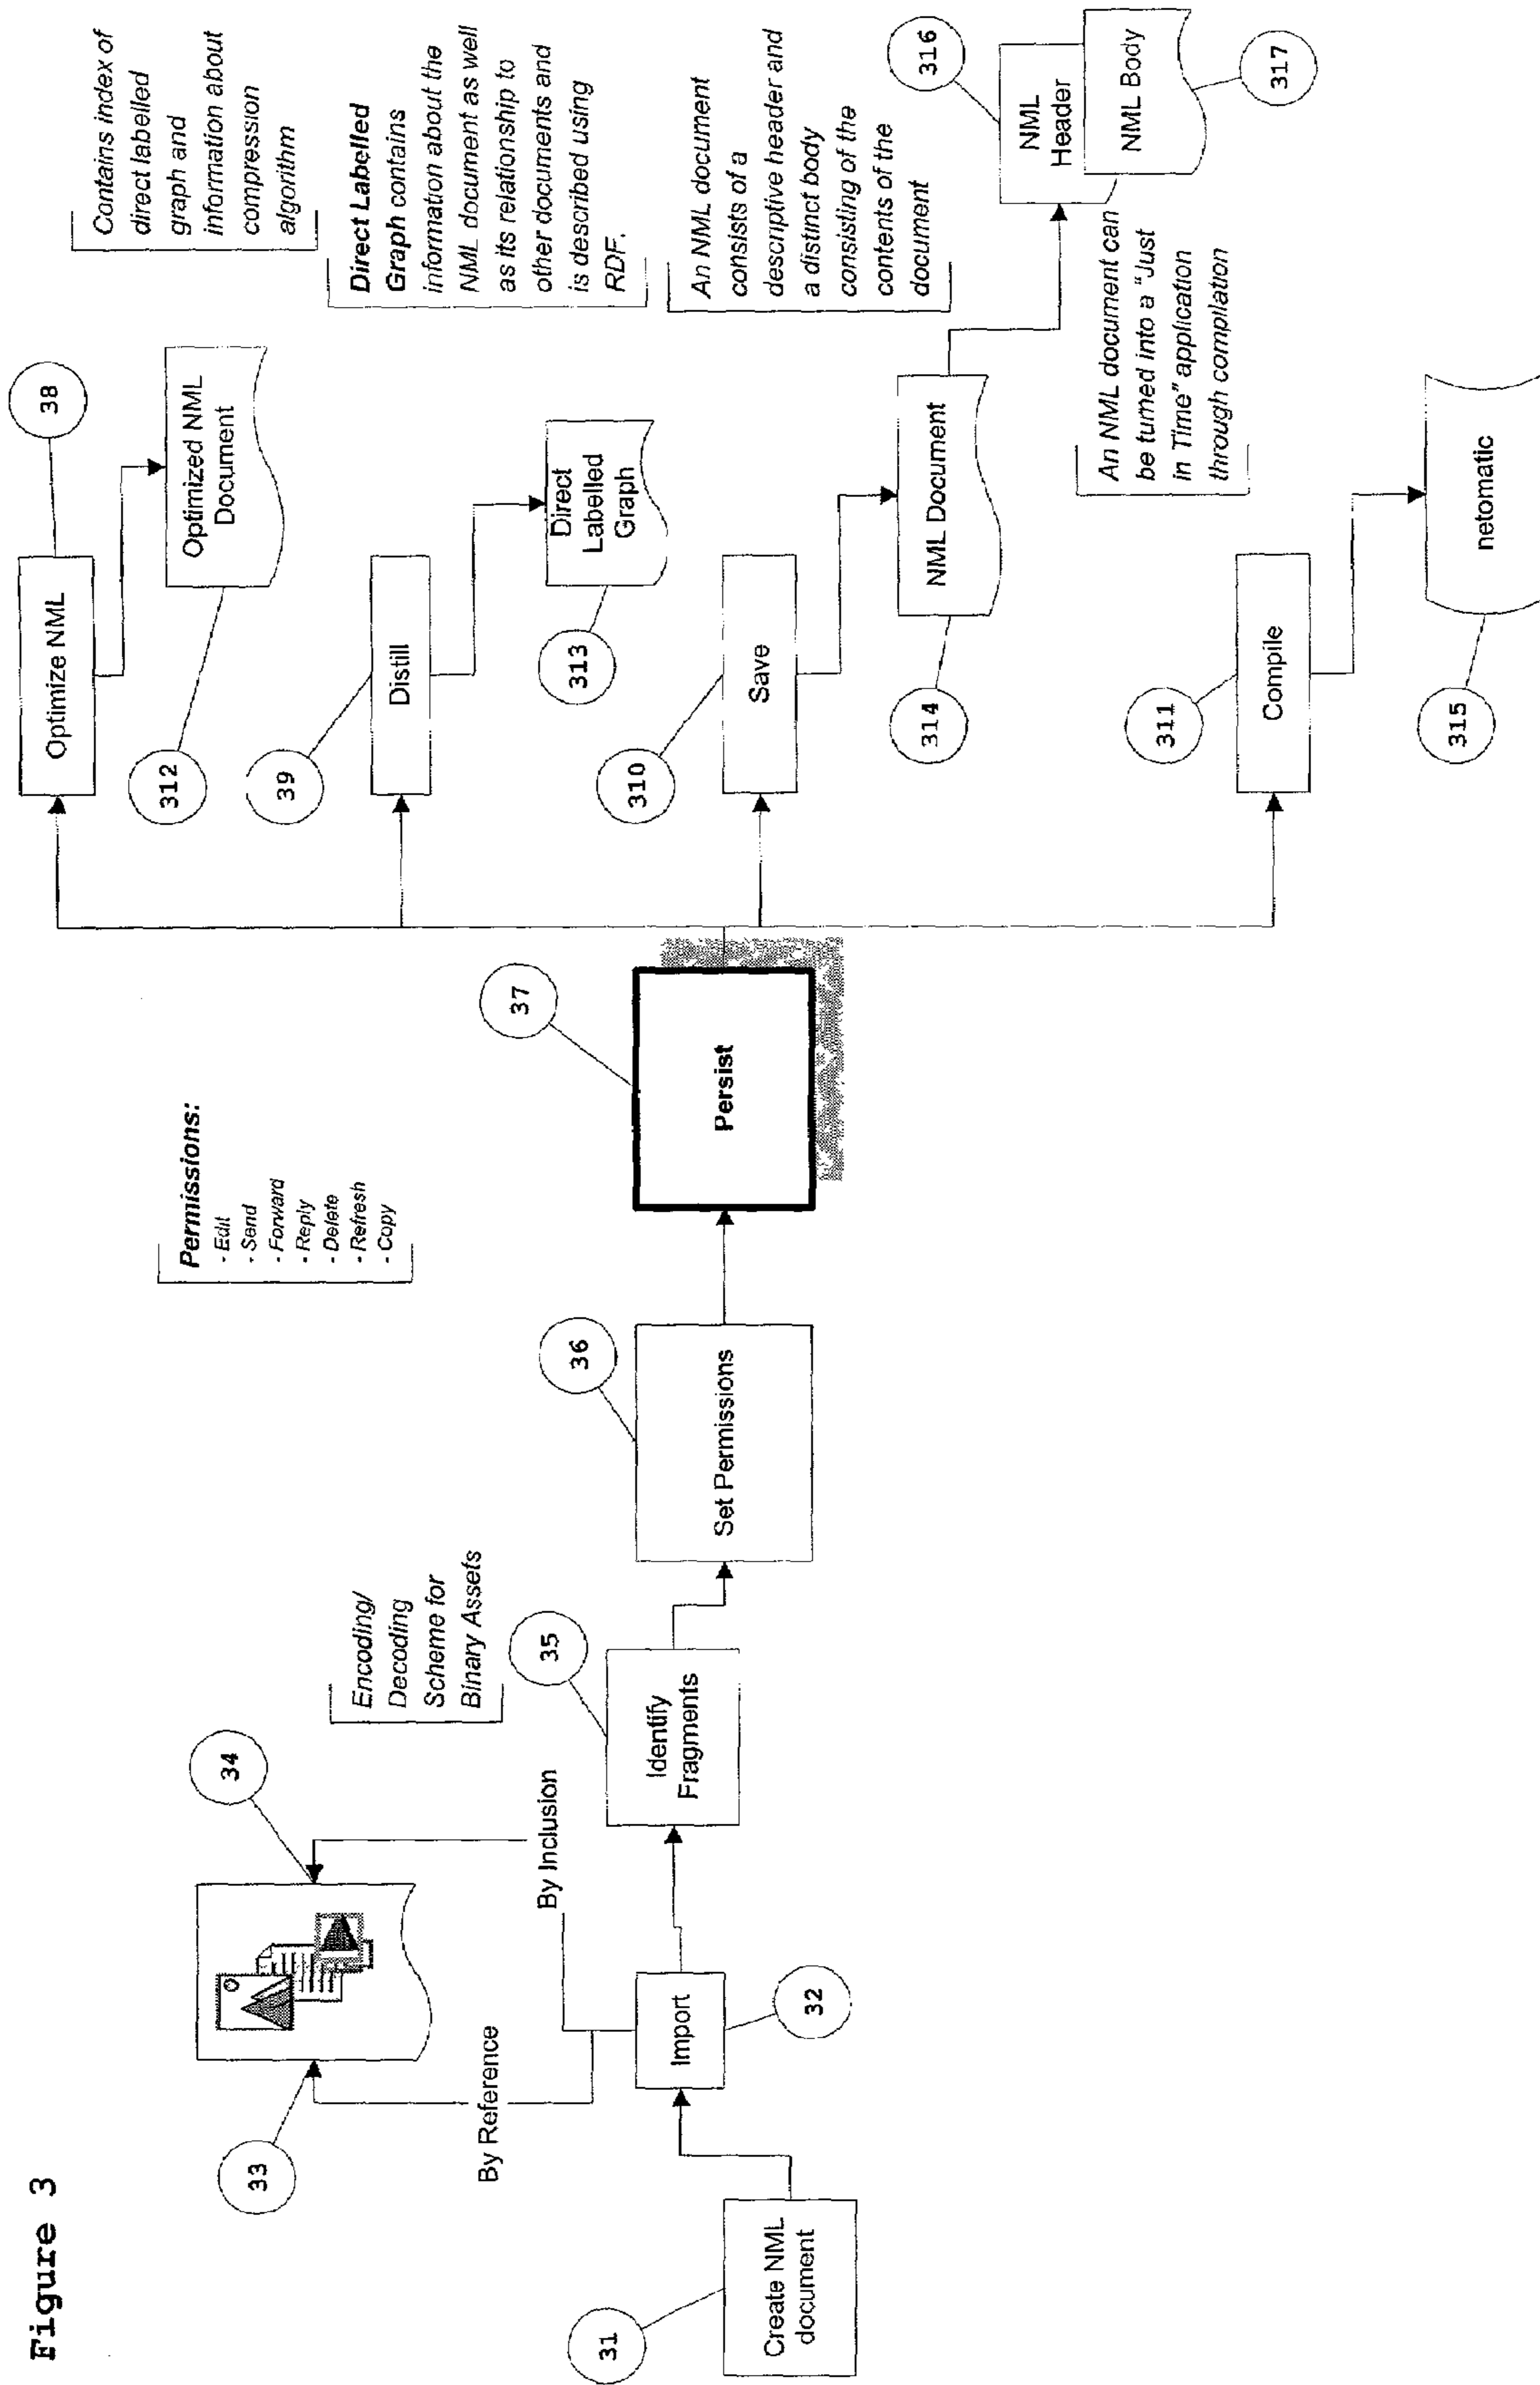 Figure 3
31
Create NML
document
32
Import
By Reference
By Inclusion
33
34
Encoding/
Decoding
Scheme for
Binary Assets
35
Identify
Fragments
36
Set Permissions
Permissions:
- Edit
- Send
- Forward
- Reply
- Delete
- Refresh
- Copy
37
Persist
38
Optimize NML
312
Optimized NML
Document
Contains index of
direct labelled
graph and
information about
compression
algorithm
39
Distill
313
Direct
Labelled
Graph
Direct Labelled
Graph contains
information about the
NML document as well
as its relationship to
other documents and
is described using
RDF.
310
Save
314
NML Document
An NML document
consists of a
descriptive header and
a distinct body
consisting of the
contents of the
document
316
NML
Header
NML Body
317
311
Compile
315
netomatic
An NML document can
be turned into a "Just
in Time" application
through compilation